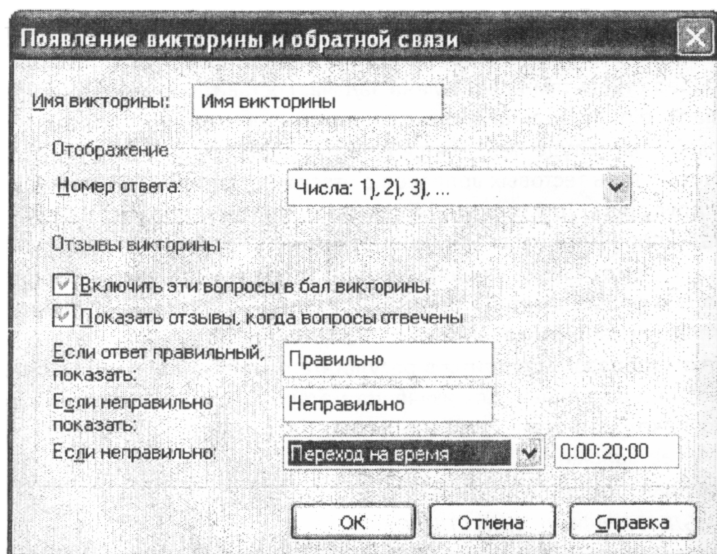 Появление викторины и обратной связи
Имя викторины: Имя викторины
Отображение
Номер ответа: Числа: 1), 2), 3), ...
Отзывы викторины
Включить эти вопросы в бал викторины
Показать отзывы, когда вопросы отвечены
Если ответ правильный,
показать: Правильно
Если неправильно
показать: Неправильно
Если неправильно: Переход на время 0:00:20;00
ОК Отмена Справка